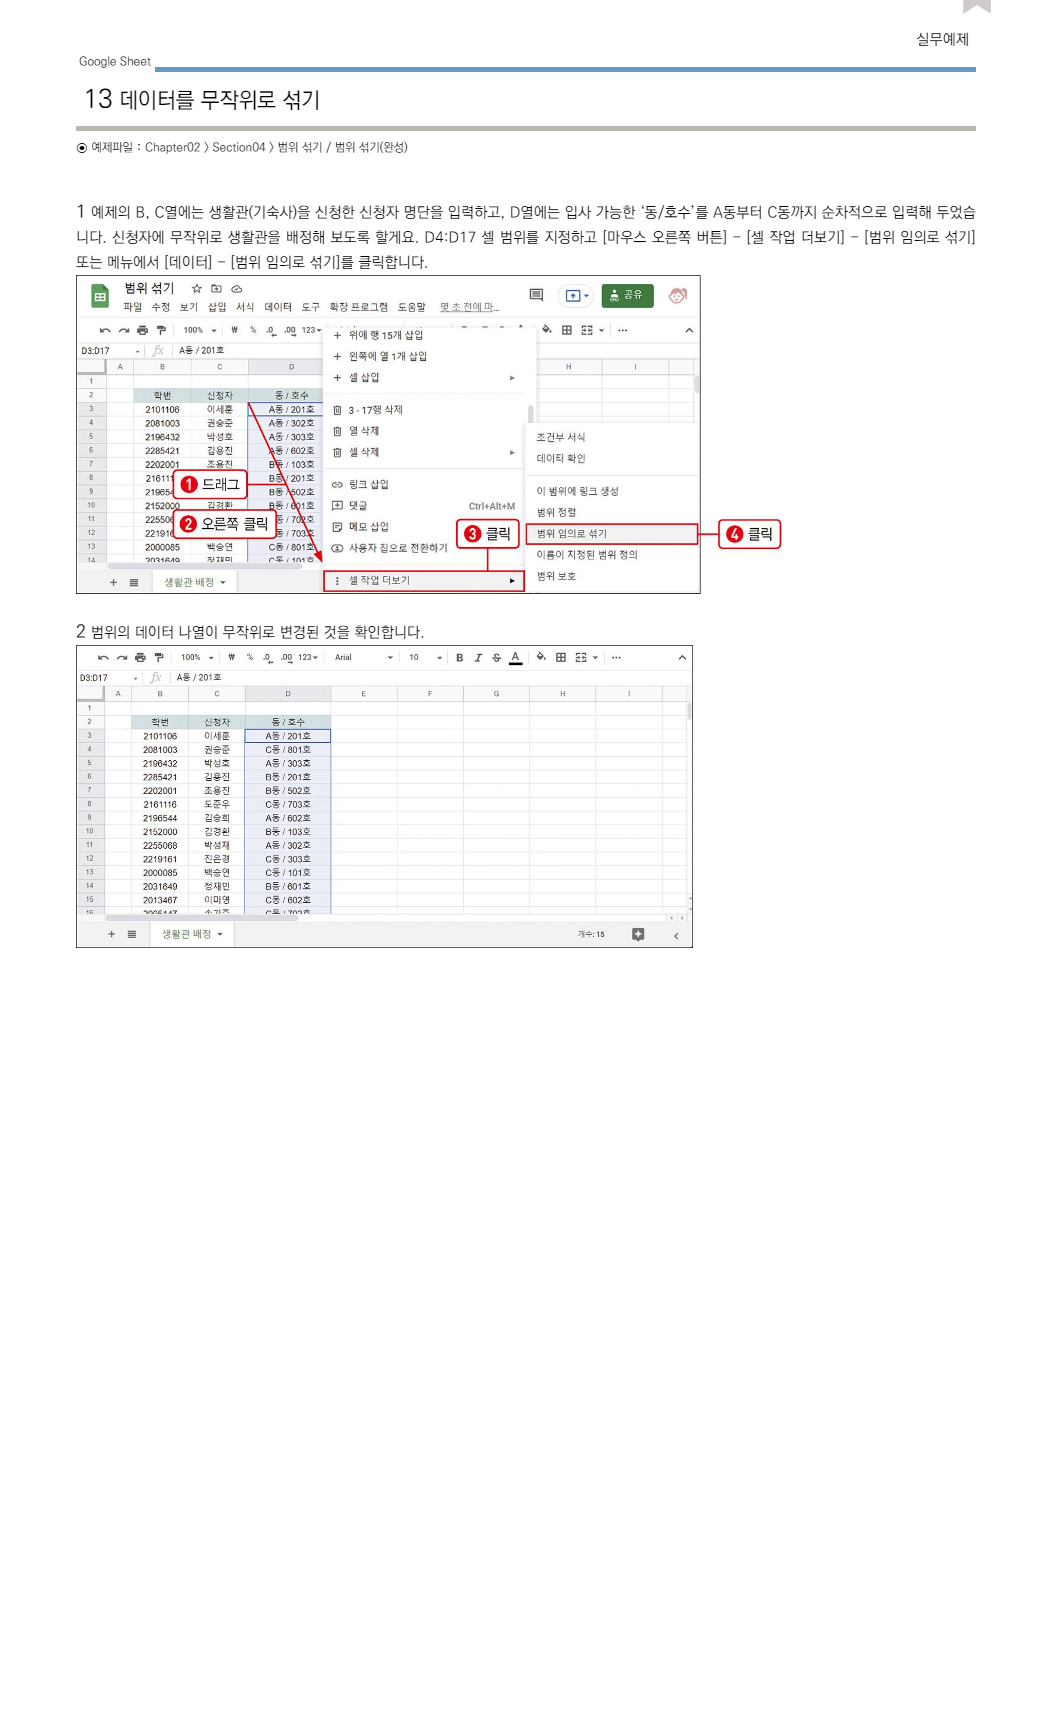 실무예제
Google Sheet
13 데이터를 무작위로 섞기
⦿ 예제파일 : Chapter02 > Section04 > 범위 섞기 / 범위 섞기(완성)
1 예제의 B, C열에는 생활관(기숙사)을 신청한 신청자 명단을 입력하고, D열에는 입사 가능한 ‘동/호수’를 A동부터 C동까지 순차적으로 입력해 두었습
니다. 신청자에 무작위로 생활관을 배정해 보도록 할게요. D4:D17 셀 범위를 지정하고 [마우스 오른쪽 버튼] - [셀 작업 더보기] - [범위 임의로 섞기]
또는 메뉴에서 [데이터] - [범위 임의로 섞기]를 클릭합니다.
범위 섞기
공유
파일 수정 보기 삽입 서식 데이터 도구 확장 프로그램 도움말 몇 초 전에 마...
100% ₩ % .0 .00 123
D3:D17 fx A동 / 201호
A B C D H I
1
2 학번 신청자 동 / 호수
3 2101106 이세훈 A동 / 201호
4 2081003 권승준 A동 / 302호
5 2196432 박성호 A동 / 303호
6 2285421 김용진 A동 / 602호
7 2202001 조용진 B동 / 103호
8 21611 B동 / 201호
9 21965 B동 / 502호
10 2152000 김경환 B동 / 601호
11 22550 동 / 702호
12 22191 동 / 703호
13 2000085 백승연 C동 / 801호
14 2031649 정재민 C동 / 101호
1 드래그
2 오른쪽 클릭
+ 위에 행 15개 삽입
+ 왼쪽에 열 1개 삽입
+ 셀 삽입
3 - 17행 삭제
열 삭제
셀 삭제
링크 삽입
댓글 Ctrl+Alt+M
메모 삽입
사용자 칩으로 전환하기
셀 작업 더보기
3 클릭
조건부 서식
데이터 확인
이 범위에 링크 생성
범위 정렬
범위 임의로 섞기
이름이 지정된 범위 정의
범위 보호
4 클릭
+ 생활관 배정
2 범위의 데이터 나열이 무작위로 변경된 것을 확인합니다.
100% ₩ % .0 .00 123 Arial 10 B I S A
D3:D17 fx A동 / 201호
A B C D E F G H I
1
2 학번 신청자 동 / 호수
3 2101106 이세훈 A동 / 201호
4 2081003 권승준 C동 / 801호
5 2196432 박성호 A동 / 303호
6 2285421 김용진 B동 / 201호
7 2202001 조용진 B동 / 502호
8 2161116 도준우 C동 / 703호
9 2196544 김승희 A동 / 602호
10 2152000 김경환 B동 / 103호
11 2255068 박성재 A동 / 302호
12 2219161 진은경 C동 / 303호
13 2000085 백승연 C동 / 101호
14 2031649 정재민 B동 / 601호
15 2013467 이미영 C동 / 602호
16 2005147 C동 / 702호
+ 생활관 배정 개수: 15